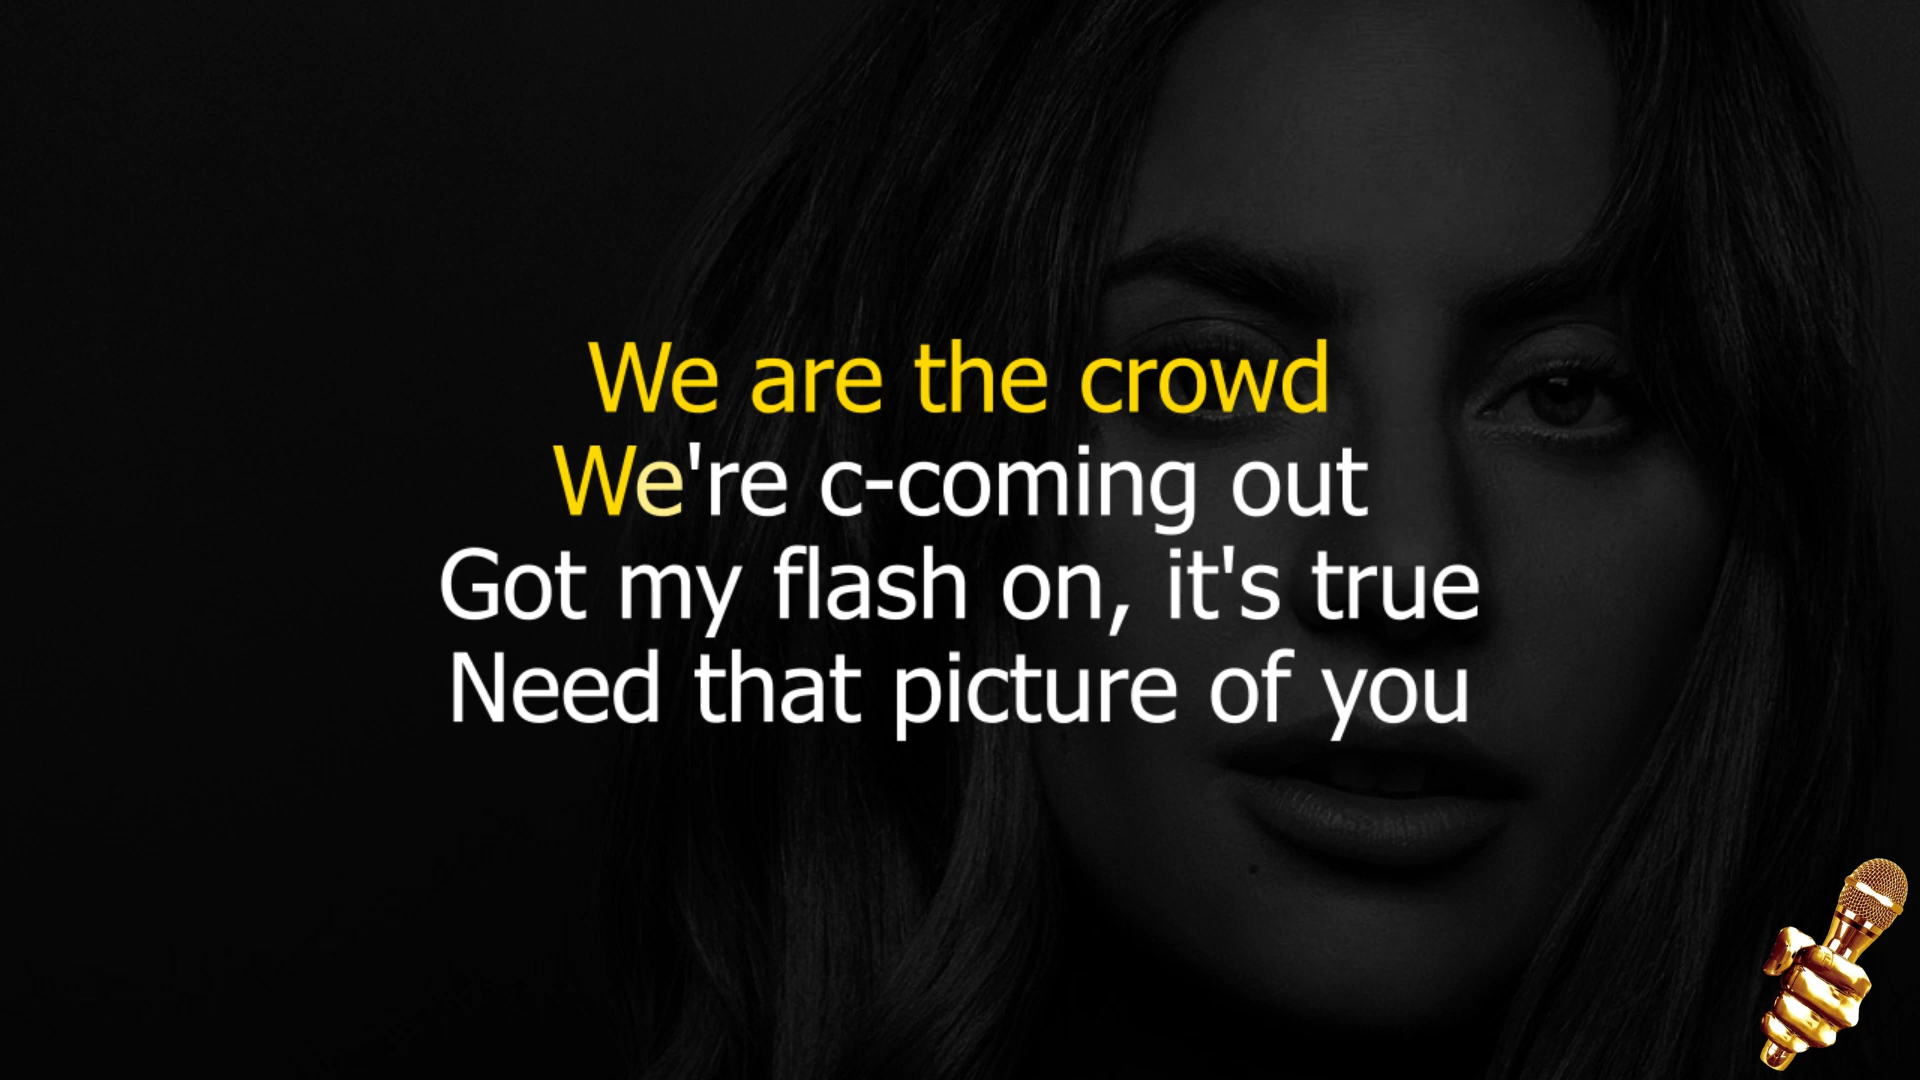 We are the crowd
We're c-coming out
Got my flash on, it's true
Need that picture of you